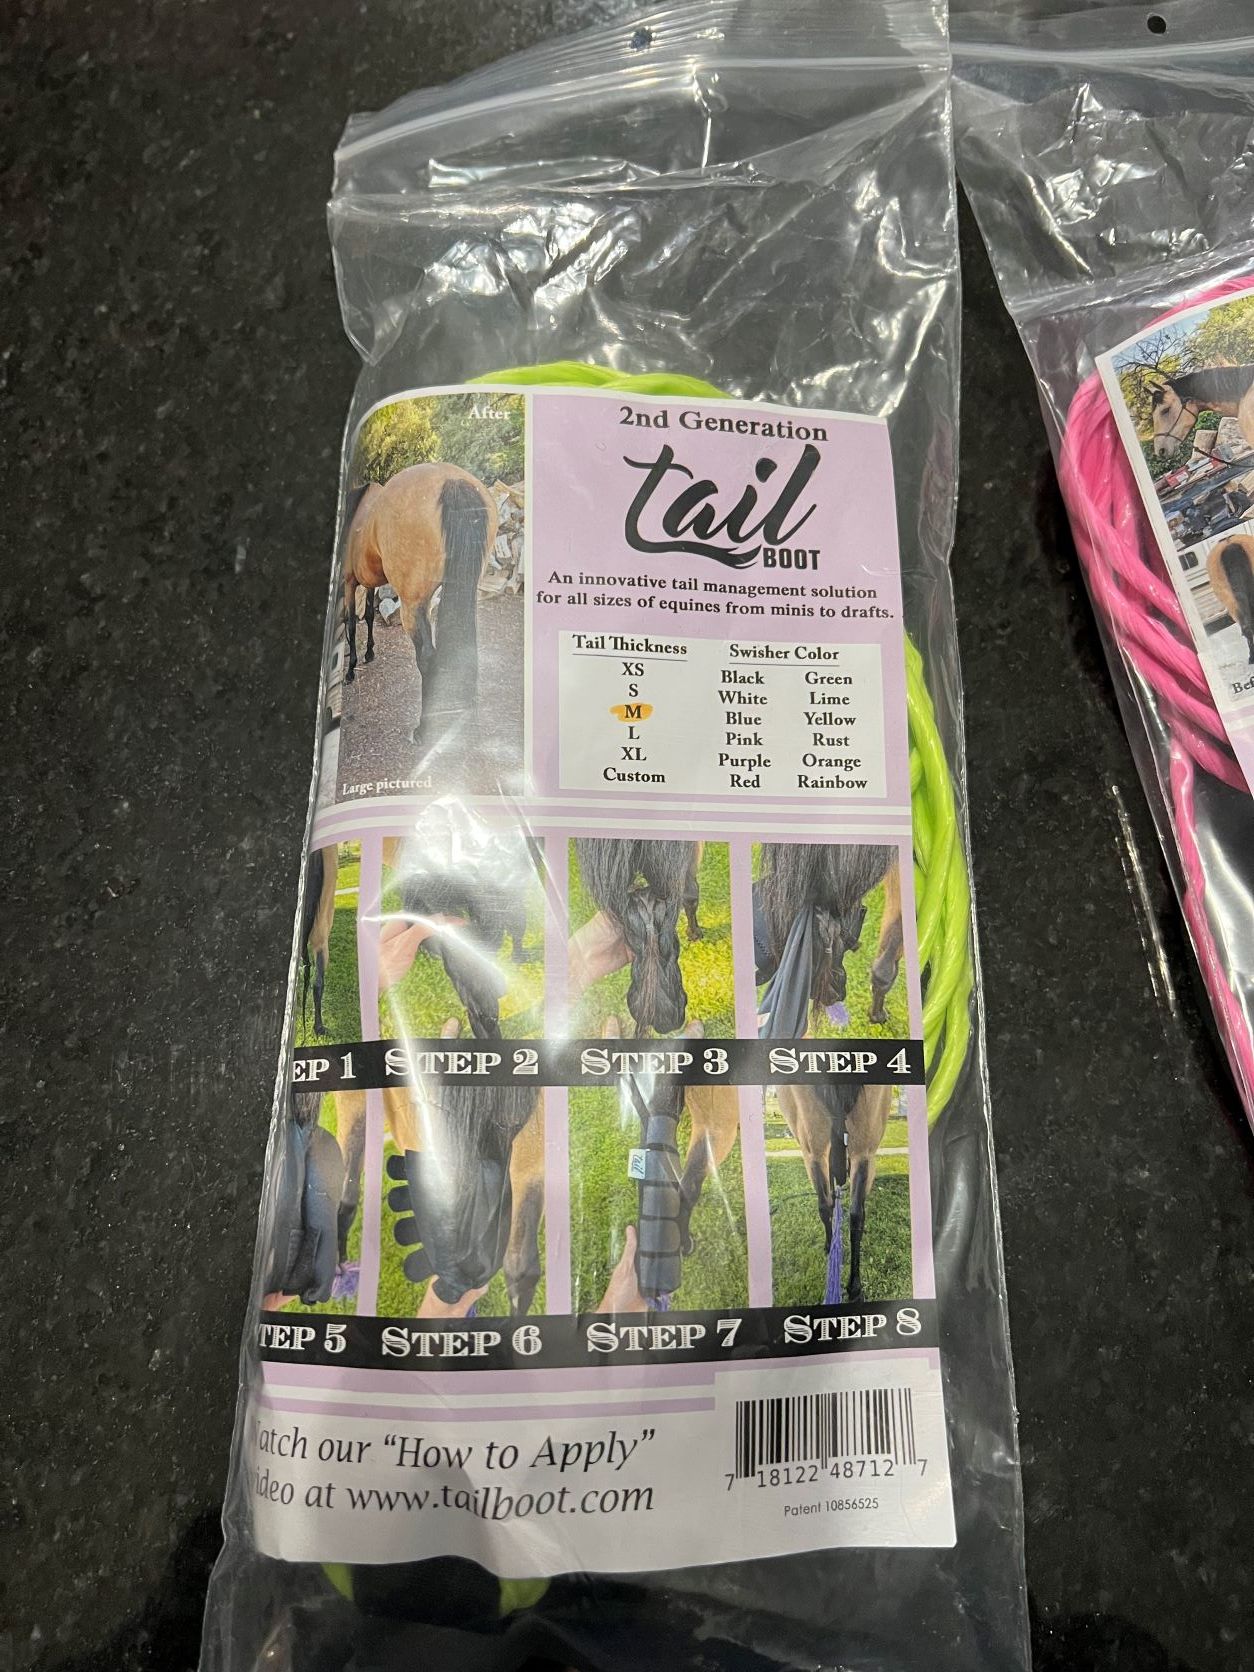 After
2nd Generation
tail
BOOT
An innovative tail management solution
for all sizes of equines from minis to drafts.
Tail Thickness
XS
S
M
L
XL
Custom
Swisher Color
Black Green
White Lime
Blue Yellow
Pink Rust
Purple Orange
Red Rainbow
Large pictured
EP 1 STEP 2 STEP 3 STEP 4
tail
TEP 5 STEP 6 STEP 7 STEP 8
atch our “How to Apply”
ideo at www.tailboot.com
7 18122 48712 7
Patent 10856525
Bef